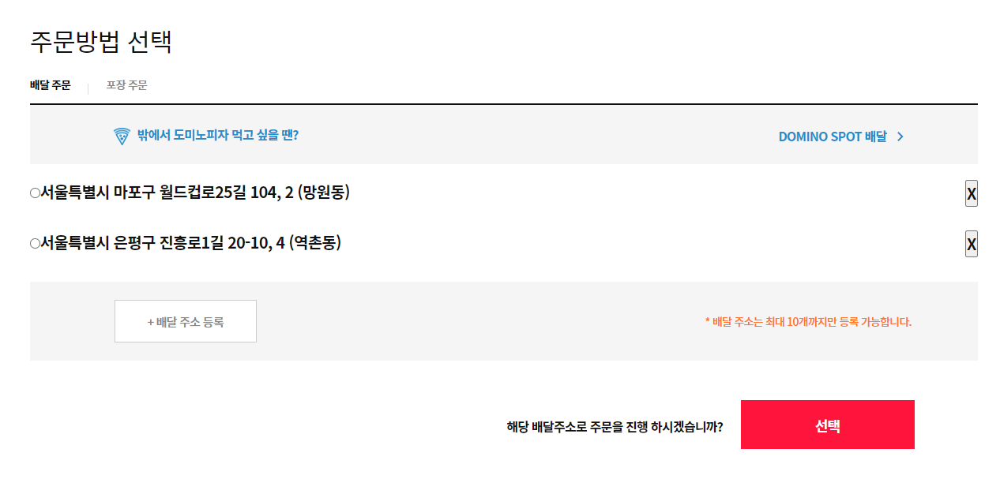 주문방법 선택
배달 주문
포장 주문
밖에서 도미노피자 먹고 싶을 땐?
DOMINO SPOT 배달 >
서울특별시 마포구 월드컵로25길 104, 2 (망원동)
X
서울특별시 은평구 진흥로1길 20-10, 4 (역촌동)
X
+ 배달 주소 등록
* 배달 주소는 최대 10개까지만 등록 가능합니다.
해당 배달주소로 주문을 진행 하시겠습니까?
선택